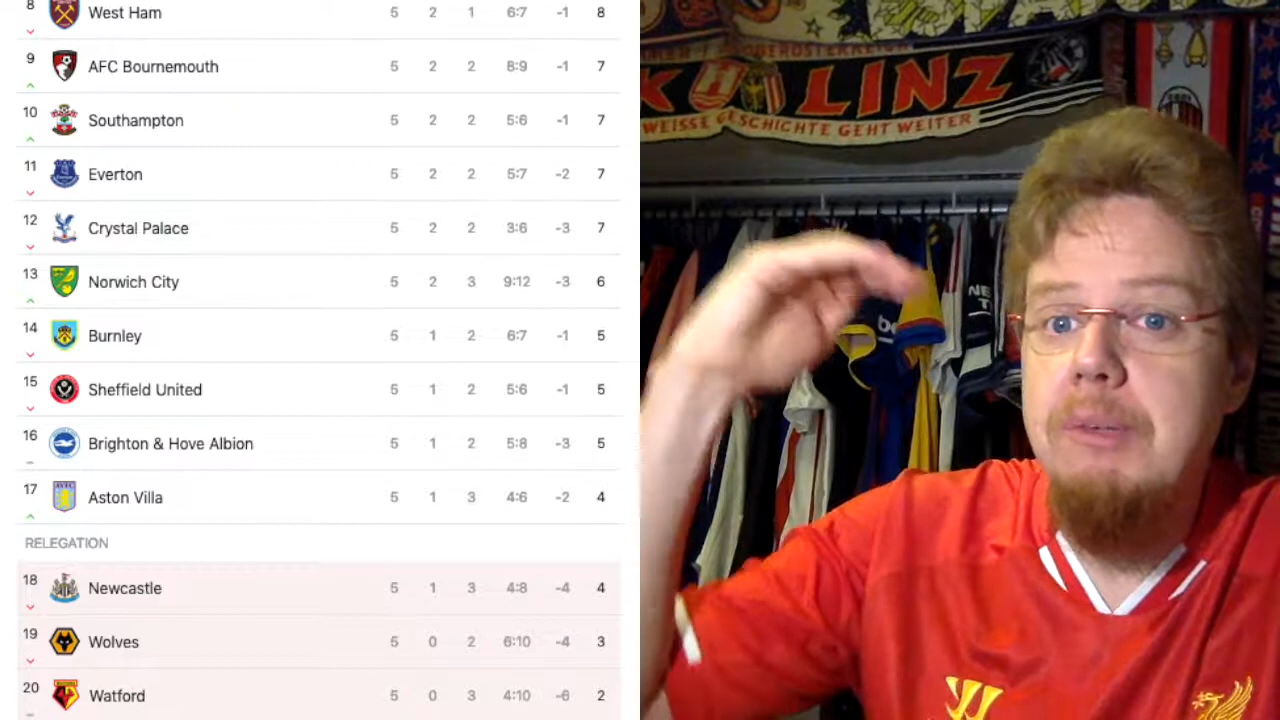 8 West Ham 5 2 1 6:7 -1 8
9 AFC Bournemouth 5 2 2 8:9 -1 7
10 Southampton 5 2 2 5:6 -1 7
11 Everton 5 2 2 5:7 -2 7
12 Crystal Palace 5 2 2 3:6 -3 7
13 Norwich City 5 2 3 9:12 -3 6
14 Burnley 5 1 2 6:7 -1 5
15 Sheffield United 5 1 2 5:6 -1 5
16 Brighton & Hove Albion 5 1 2 5:8 -3 5
17 Aston Villa 5 1 3 4:6 -2 4
RELEGATION
18 Newcastle 5 1 3 4:8 -4 4
19 Wolves 5 0 2 6:10 -4 3
20 Watford 5 0 3 4:10 -6 2
OBERÖSTERREICH
K LINZ
WEISSE GESCHICHTE GEHT WEITER